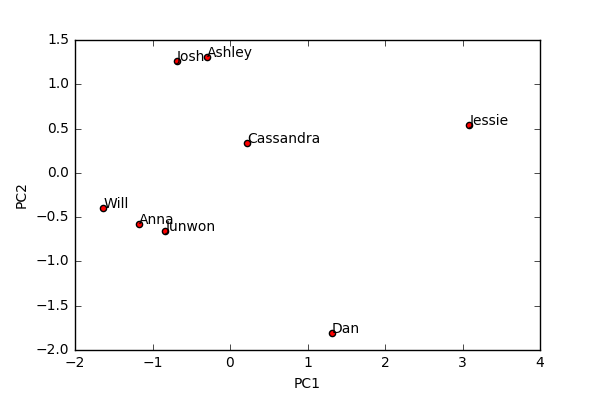 1.5
Josh
Ashley
1.0
Jessie
0.5
Cassandra
0.0
PC2
Will
−0.5
Anna
Junwon
−1.0
−1.5
Dan
−2.0
−2 −1 0 1 2 3 4
PC1